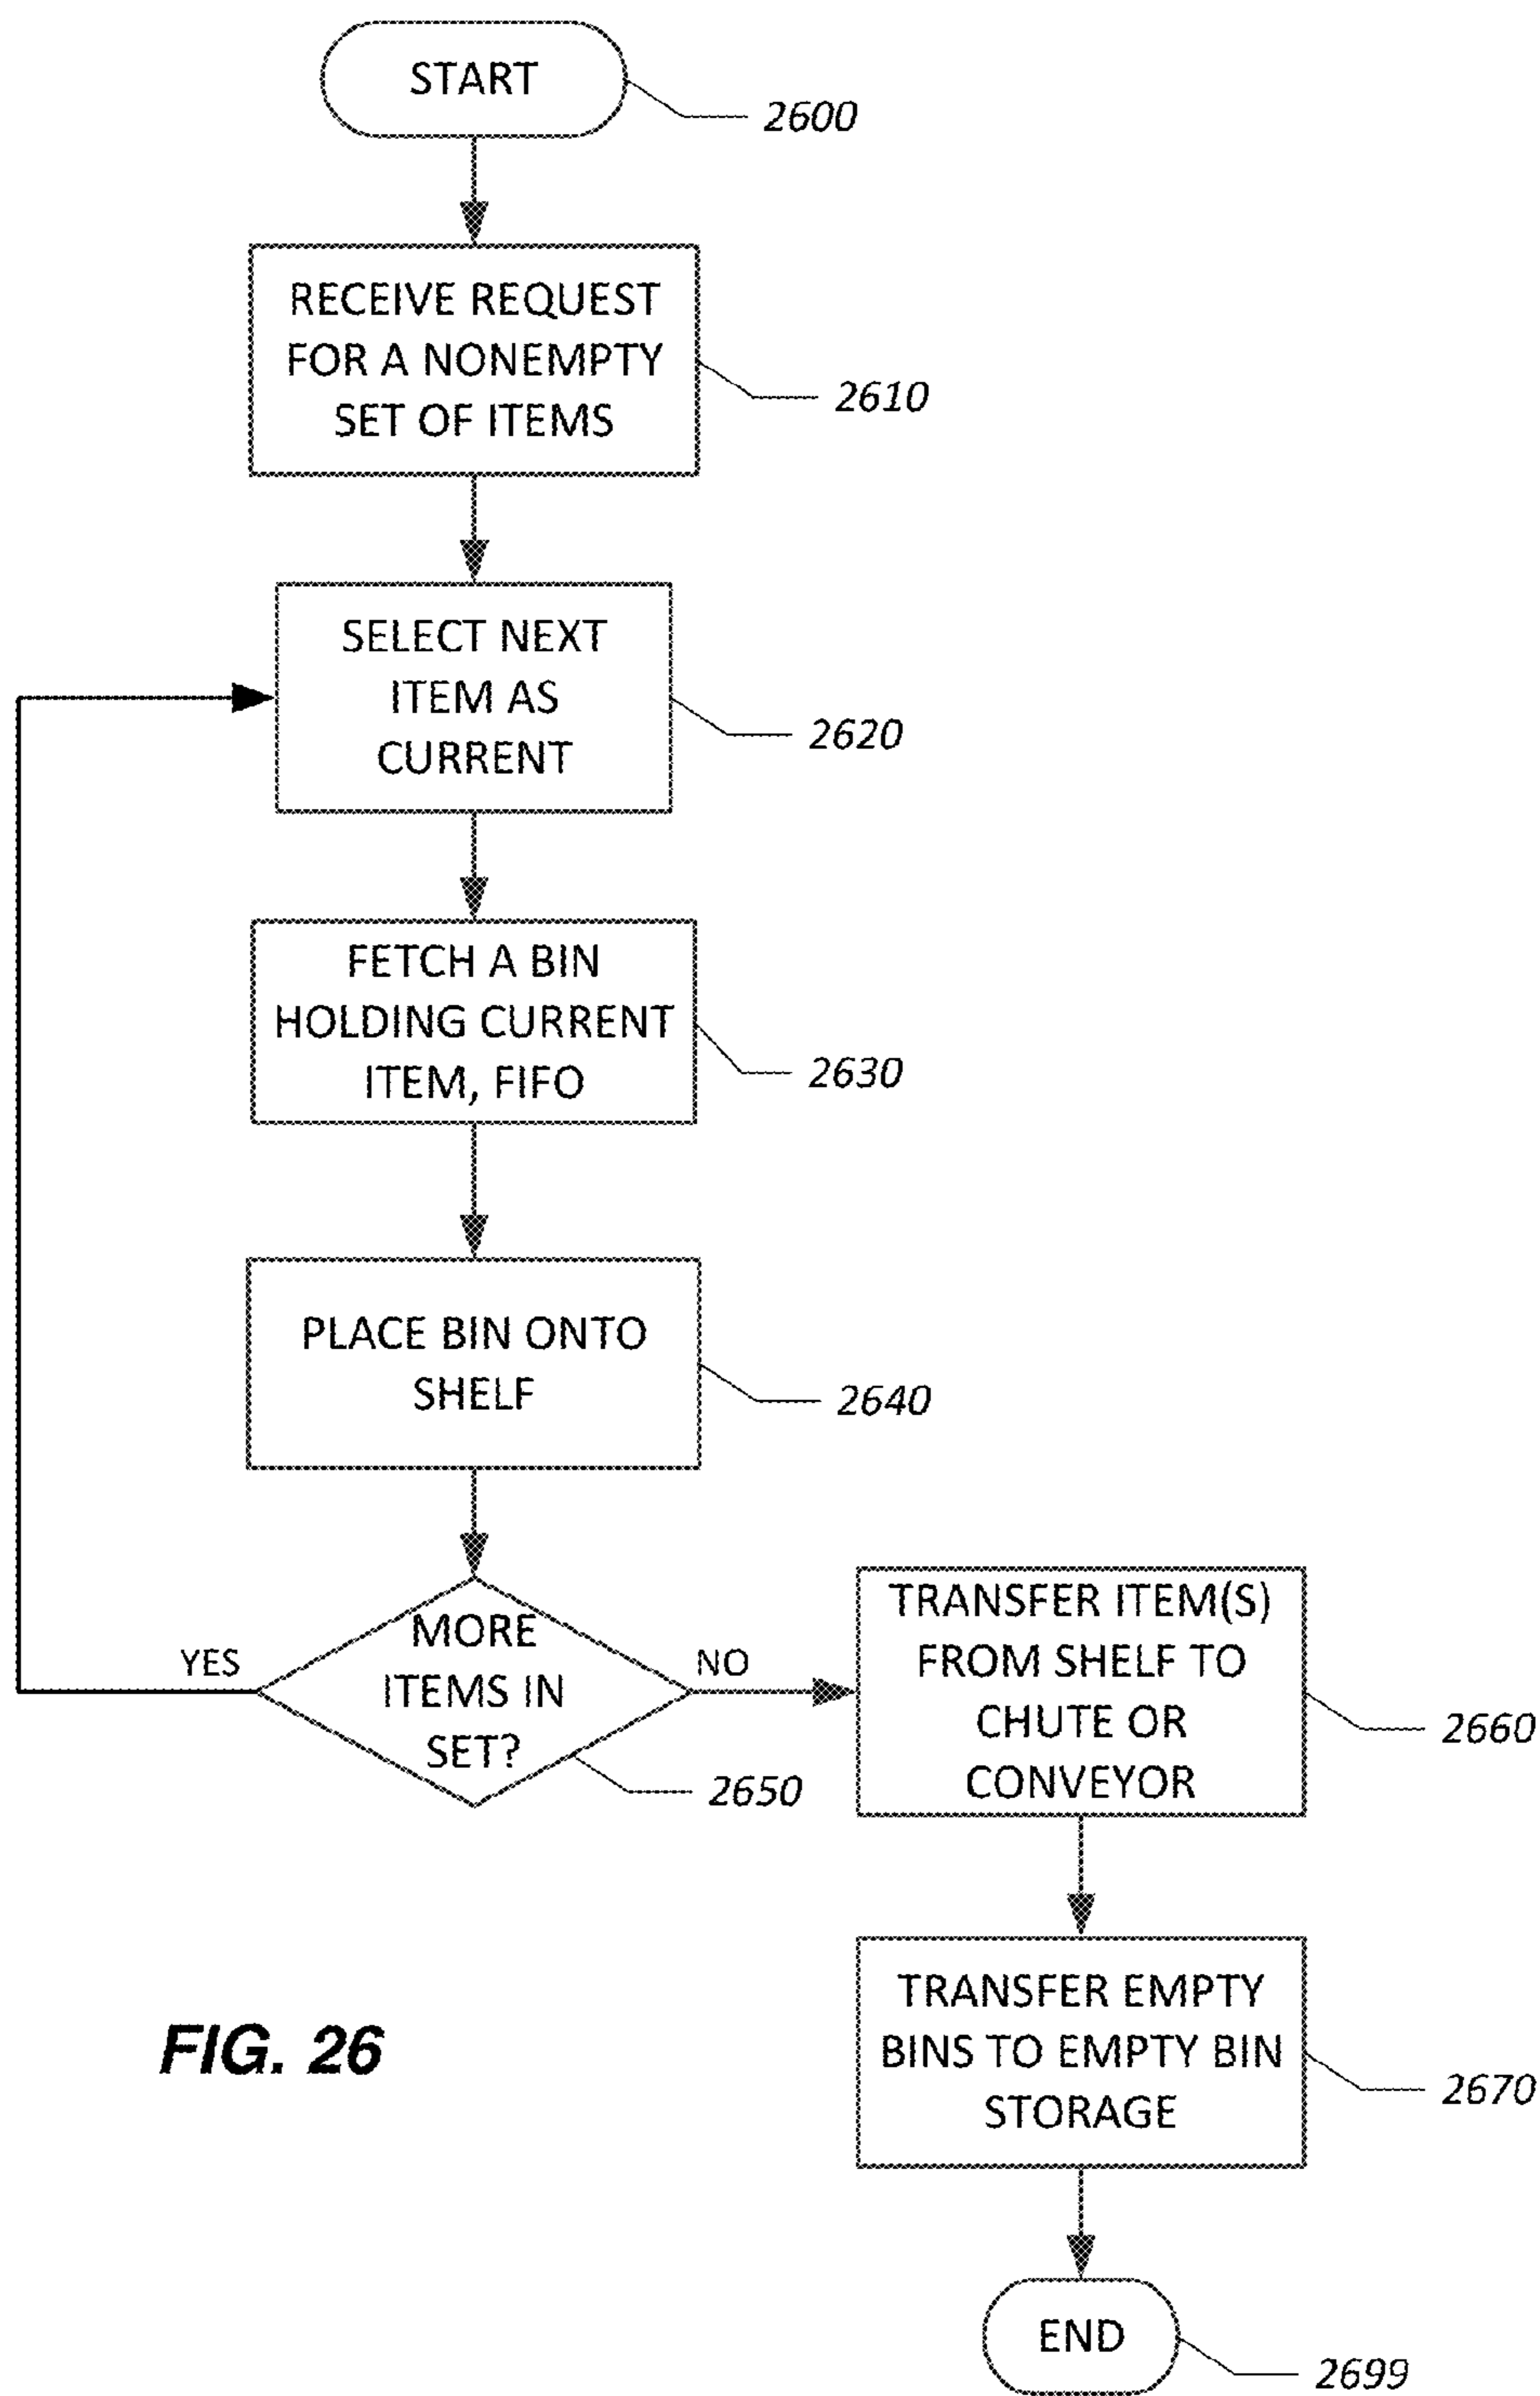 START
2600
RECEIVE REQUEST
FOR A NONEMPTY
SET OF ITEMS
2610
SELECT NEXT
ITEM AS
CURRENT
2620
FETCH A BIN
HOLDING CURRENT
ITEM, FIFO
2630
PLACE BIN ONTO
SHELF
2640
MORE
ITEMS IN
SET?
YES
NO
2650
TRANSFER ITEM(S)
FROM SHELF TO
CHUTE OR
CONVEYOR
2660
TRANSFER EMPTY
BINS TO EMPTY BIN
STORAGE
2670
END
2699
FIG. 26